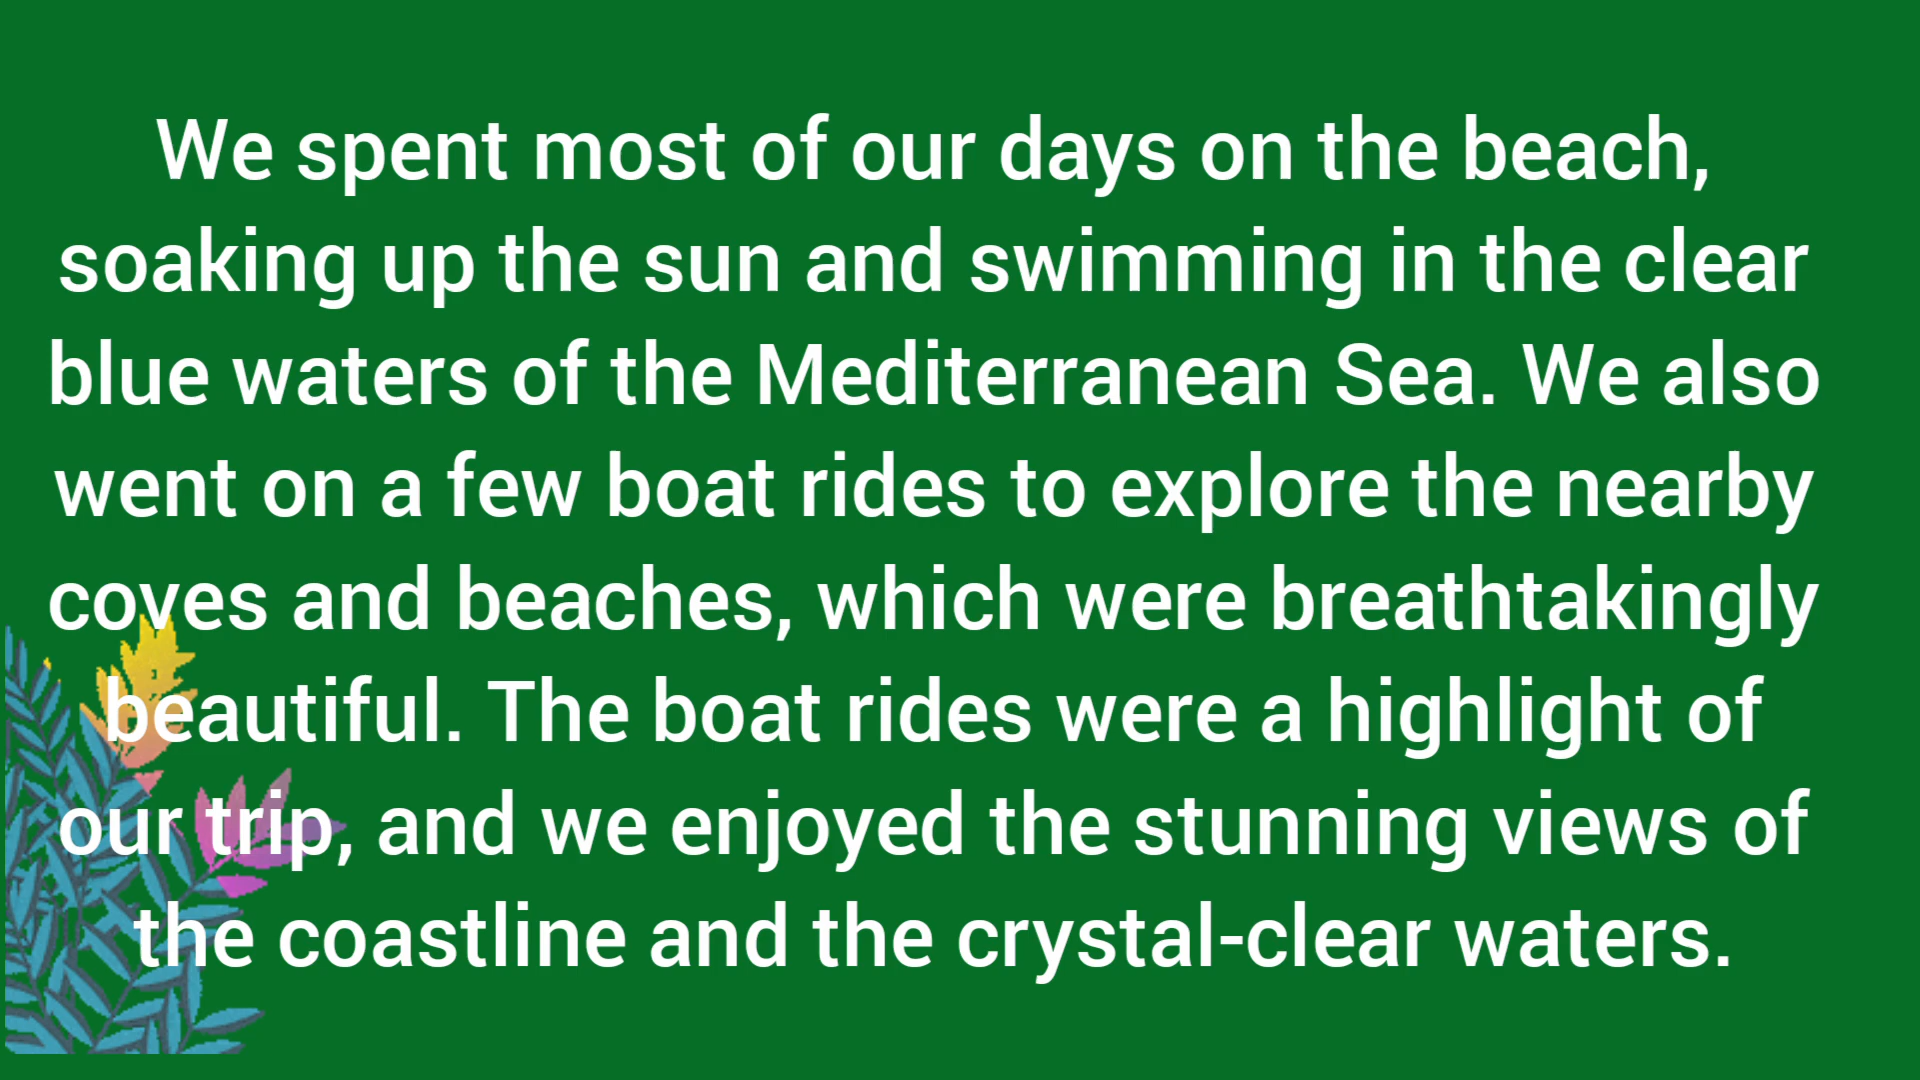 We spent most of our days on the beach,
soaking up the sun and swimming in the clear
blue waters of the Mediterranean Sea. We also
went on a few boat rides to explore the nearby
coves and beaches, which were breathtakingly
beautiful. The boat rides were a highlight of
our trip, and we enjoyed the stunning views of
the coastline and the crystal-clear waters.